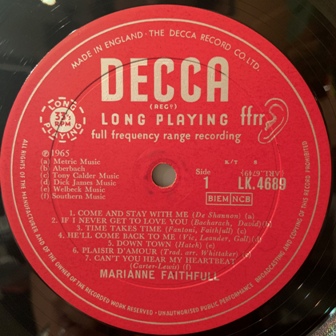 MADE IN ENGLAND · THE DECCA RECORD CO. LTD.
DECCA
(REGD)
LONG PLAYING ffrr
full frequency range recording
LONG PLAYING
33⅓ RPM
℗1965
(a) Metric Music
(b) Aberbach
(c) Tony Calder Music
(d) Dick James Music
(e) Welbeck Music
(f) Southern Music
E/T
Side
1
LK.4689
BIEM NCB
1. COME AND STAY WITH ME (De Shannon) (a)
2. IF I NEVER GET TO LOVE YOU (Bacharach, David)(b)
3. TIME TAKES TIME (Fontoni, Faithfull) (c)
4. HE'LL COME BACK TO ME (Vie, Leander, Gall) (d)
5. DOWN TOWN (Hatch) (e)
6. PLAISIR D'AMOUR (Trad. arr. Whittaker)
7. CAN'T YOU HEAR MY HEARTBEAT
(Carter-Lewis) (f)
MARIANNE FAITHFULL
ALL RIGHTS OF THE MANUFACTURER AND OF THE OWNER OF THE RECORDED WORK RESERVED · UNAUTHORISED PUBLIC PERFORMANCE, BROADCASTING AND COPYING OF THIS RECORD PROHIBITED